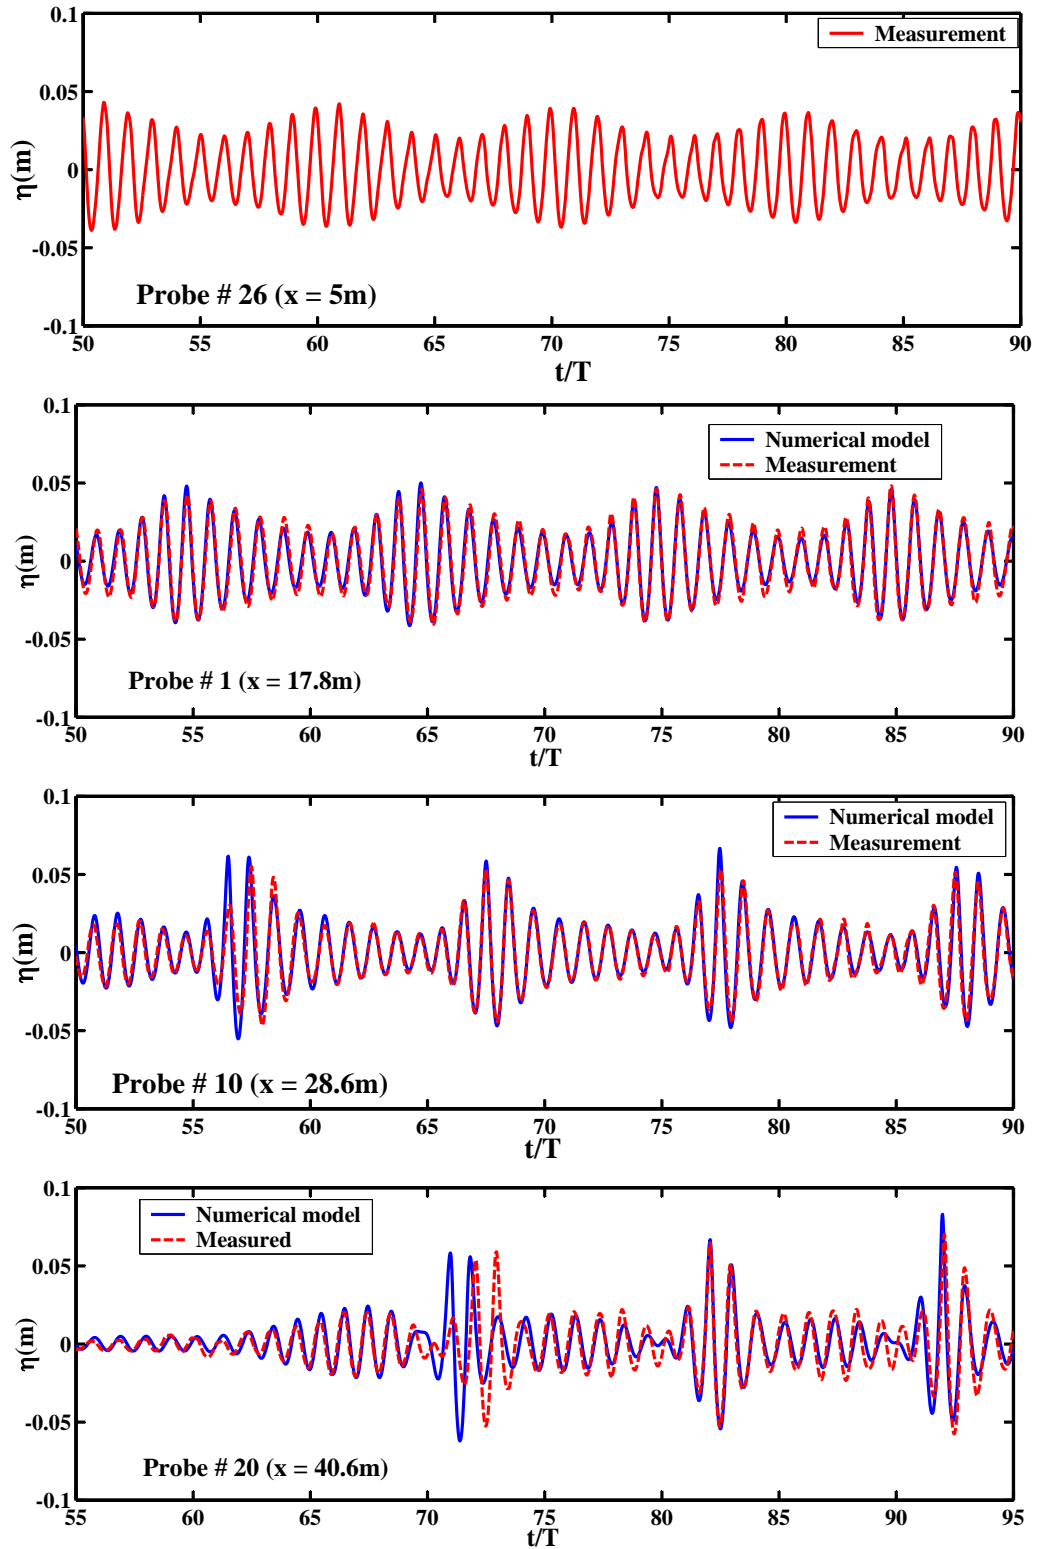 0.1
Measurement
0.05
η(m)
0
-0.05
Probe # 26 (x = 5m)
-0.1
50 55 60 65 70 75 80 85 90
t/T
0.1
Numerical model
0.05
Measurement
η(m)
0
-0.05
Probe # 1 (x = 17.8m)
-0.1
50 55 60 65 70 75 80 85 90
t/T
0.1
Numerical model
Measurement
0.05
η(m)
0
-0.05
Probe # 10 (x = 28.6m)
-0.1
50 55 60 65 70 75 80 85 90
t/T
0.1
Numerical model
Measured
0.05
η(m)
0
-0.05
Probe # 20 (x = 40.6m)
-0.1
55 60 65 70 75 80 85 90 95
t/T